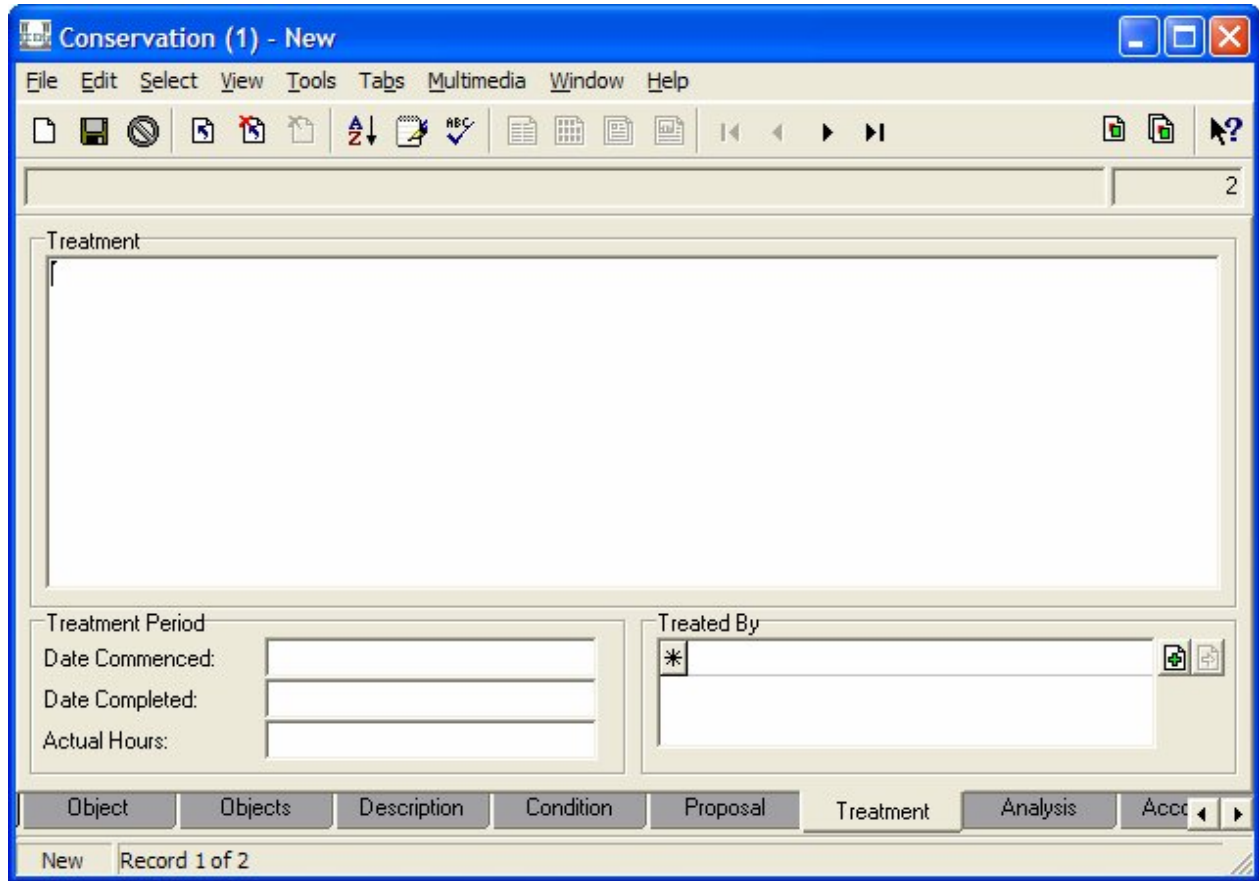 Conservation (1) - New
File Edit Select View Tools Tabs Multimedia Window Help
2
Treatment
Treatment Period
Date Commenced:
Date Completed:
Actual Hours:
Treated By
Object Objects Description Condition Proposal Treatment Analysis Acco
New Record 1 of 2